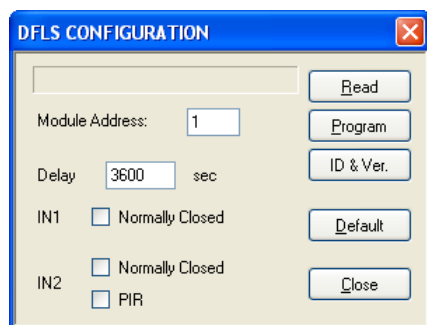 DFLS CONFIGURATION
Read
Module Address: 1
Program
ID & Ver.
Delay 3600 sec
IN1 Normally Closed
Default
IN2 Normally Closed
PIR
Close